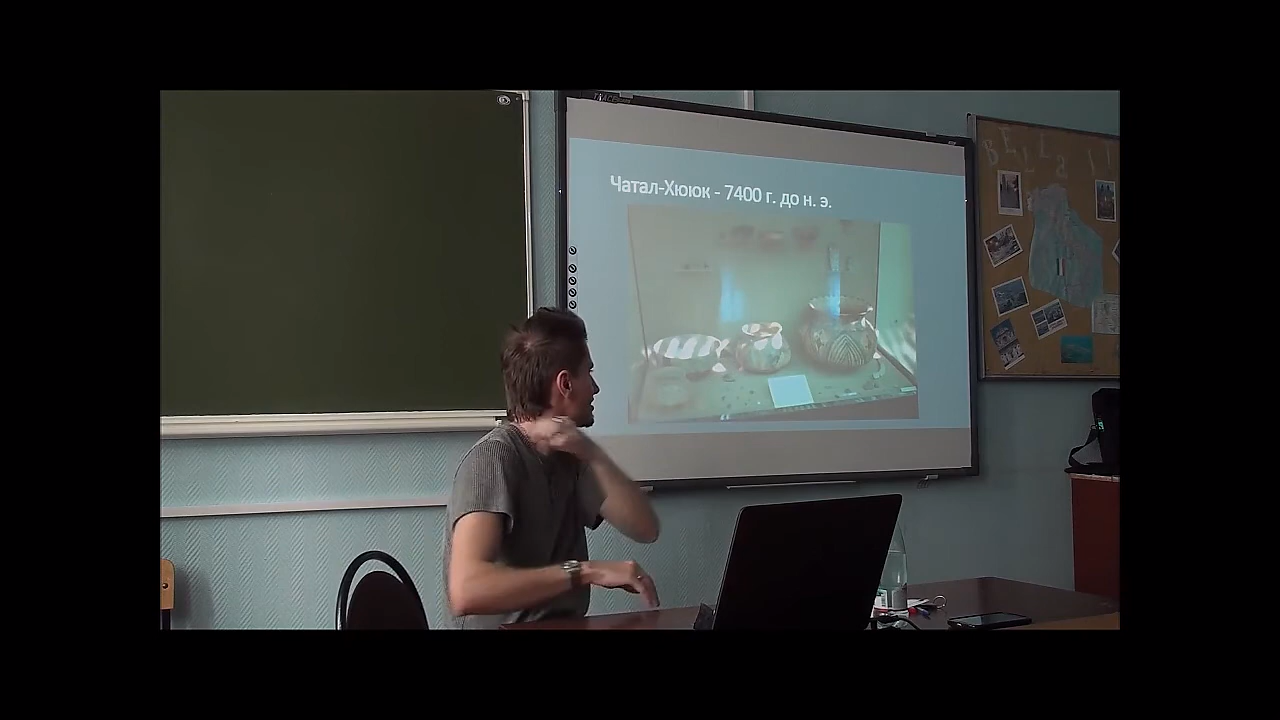 Чатал-Хююк - 7400 г. до н. э.